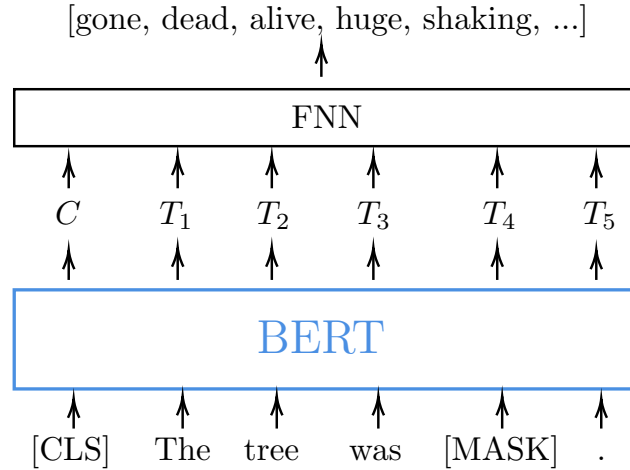 [gone, dead, alive, huge, shaking, ...]
FNN
C T₁ T₂ T₃ T₄ T₅
BERT
[CLS] The tree was [MASK] .